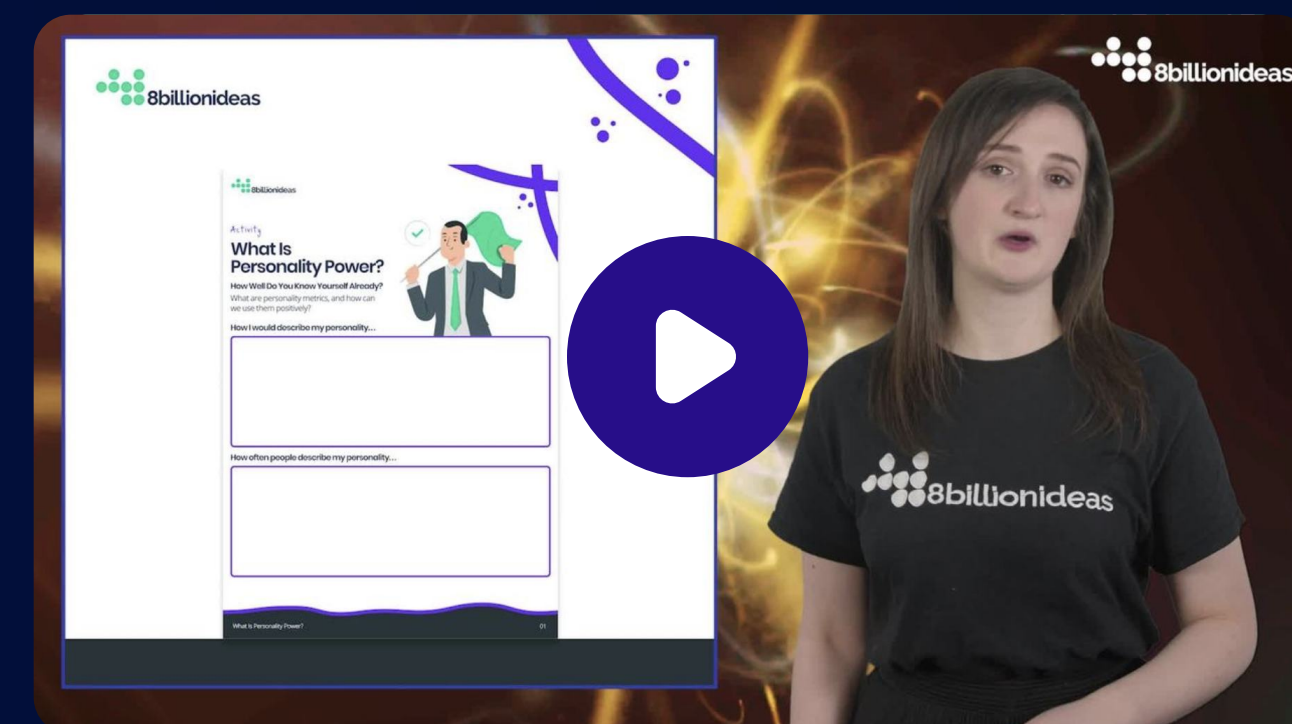 8billionideas
8billionideas
Activity
What Is
Personality Power?
How Well Do You Know Yourself Already?
What are personality metrics, and how can
we use them positively?
How I would describe my personality...
How often people describe my personality...
What Is Personality Power?
01
8billionideas
8billionideas